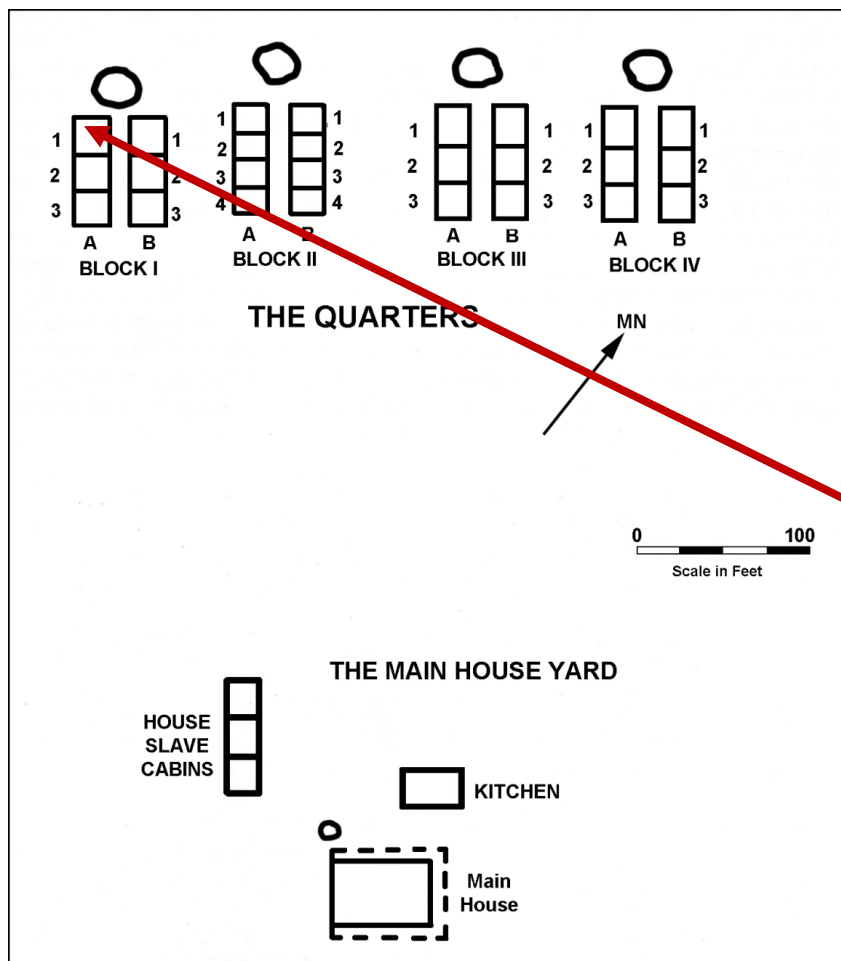 1 1 1 1 1 1 1 1
2 2 2 2 2 2 2 2
3 3 3 3 3 3 3 3
4 4
A B A B A B A B
BLOCK I BLOCK II BLOCK III BLOCK IV
THE QUARTERS
MN
0 100
Scale in Feet
THE MAIN HOUSE YARD
HOUSE
SLAVE
CABINS
KITCHEN
Main
House